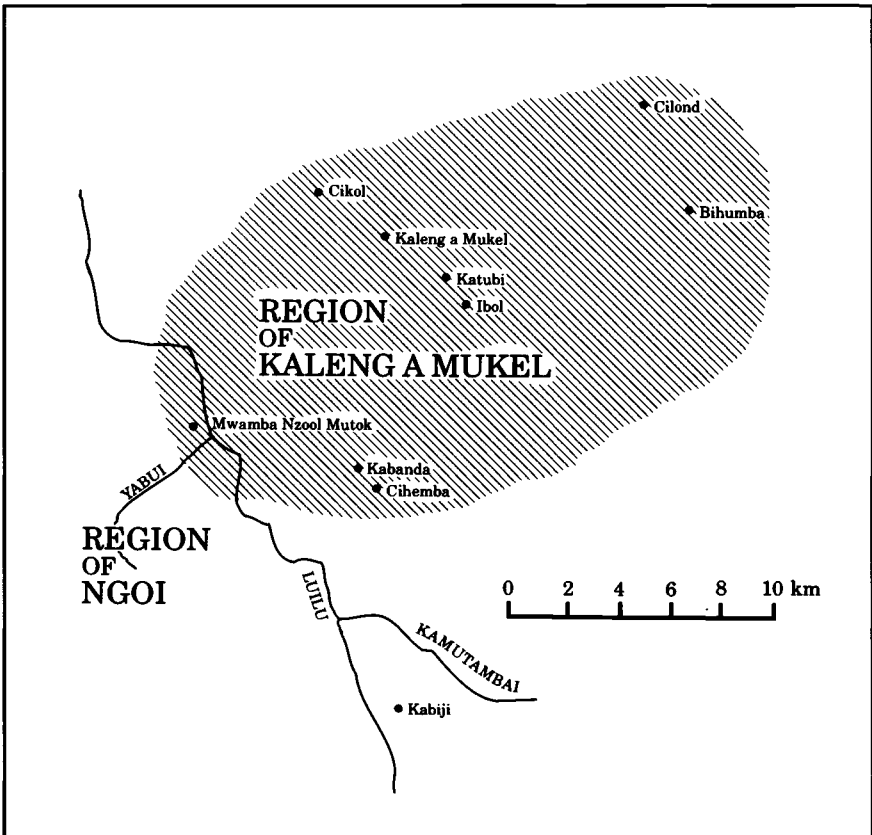 Cilond
Cikol
Bihumba
Kaleng a Mukel
Katubi
Ibol
REGION
OF
KALENG A MUKEL
Mwamba Nzool Mutok
Kabanda
YABUI
Cihemba
REGION
OF
NGOI
LUILU
0 2 4 6 8 10 km
KAMUTAMBAI
Kabiji